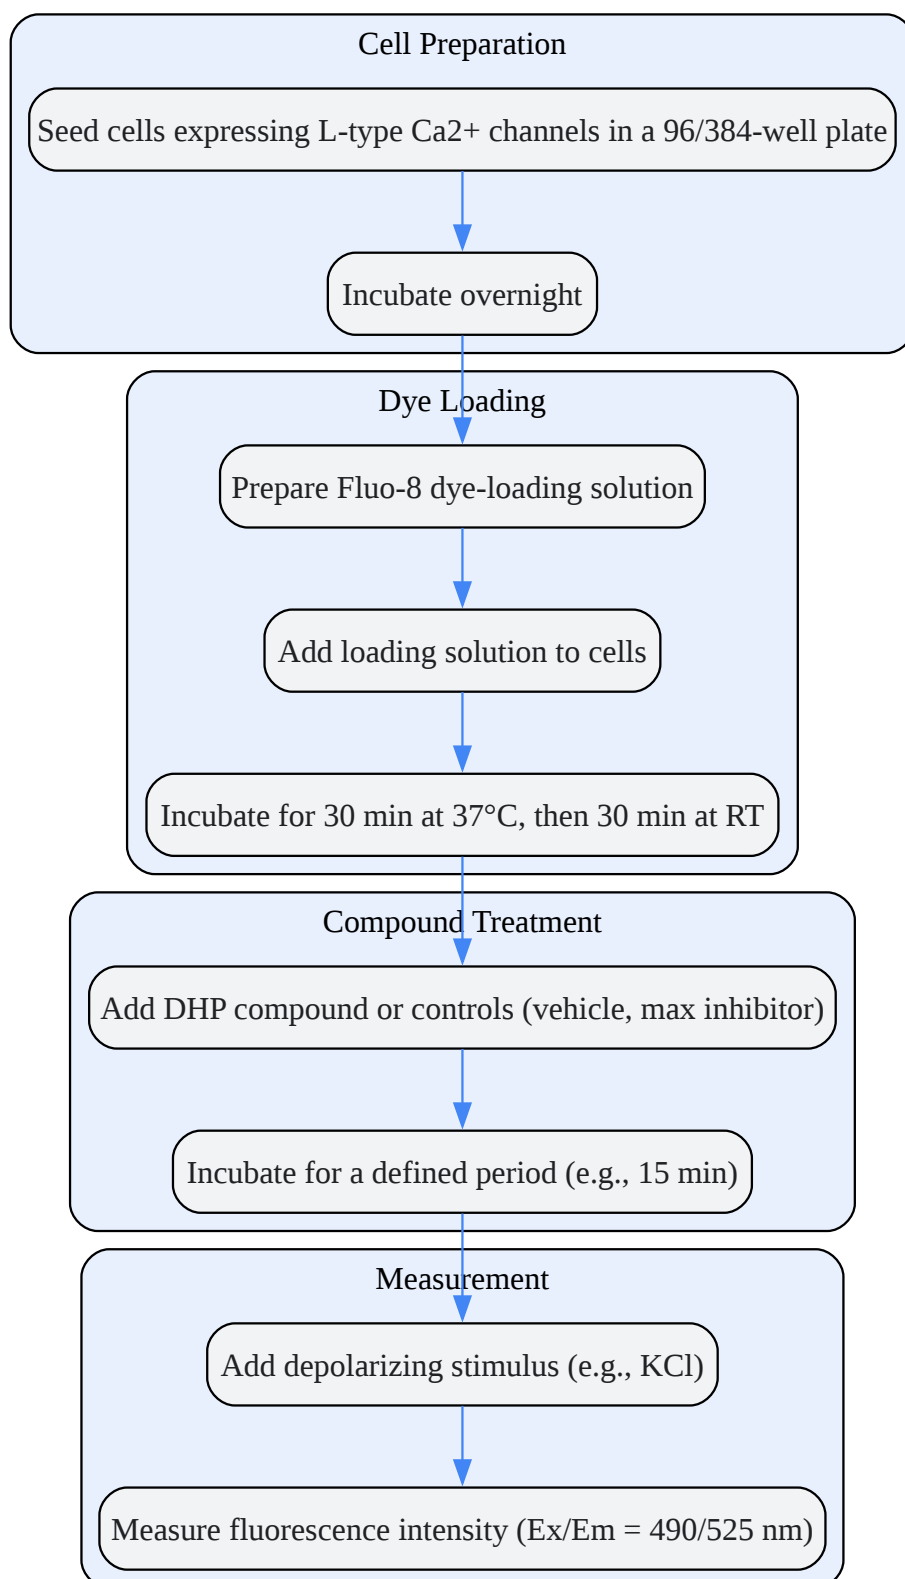 Cell Preparation
Seed cells expressing L-type Ca2+ channels in a 96/384-well plate
Incubate overnight
Dye Loading
Prepare Fluo-8 dye-loading solution
Add loading solution to cells
Incubate for 30 min at 37°C, then 30 min at RT
Compound Treatment
Add DHP compound or controls (vehicle, max inhibitor)
Incubate for a defined period (e.g., 15 min)
Measurement
Add depolarizing stimulus (e.g., KCl)
Measure fluorescence intensity (Ex/Em = 490/525 nm)